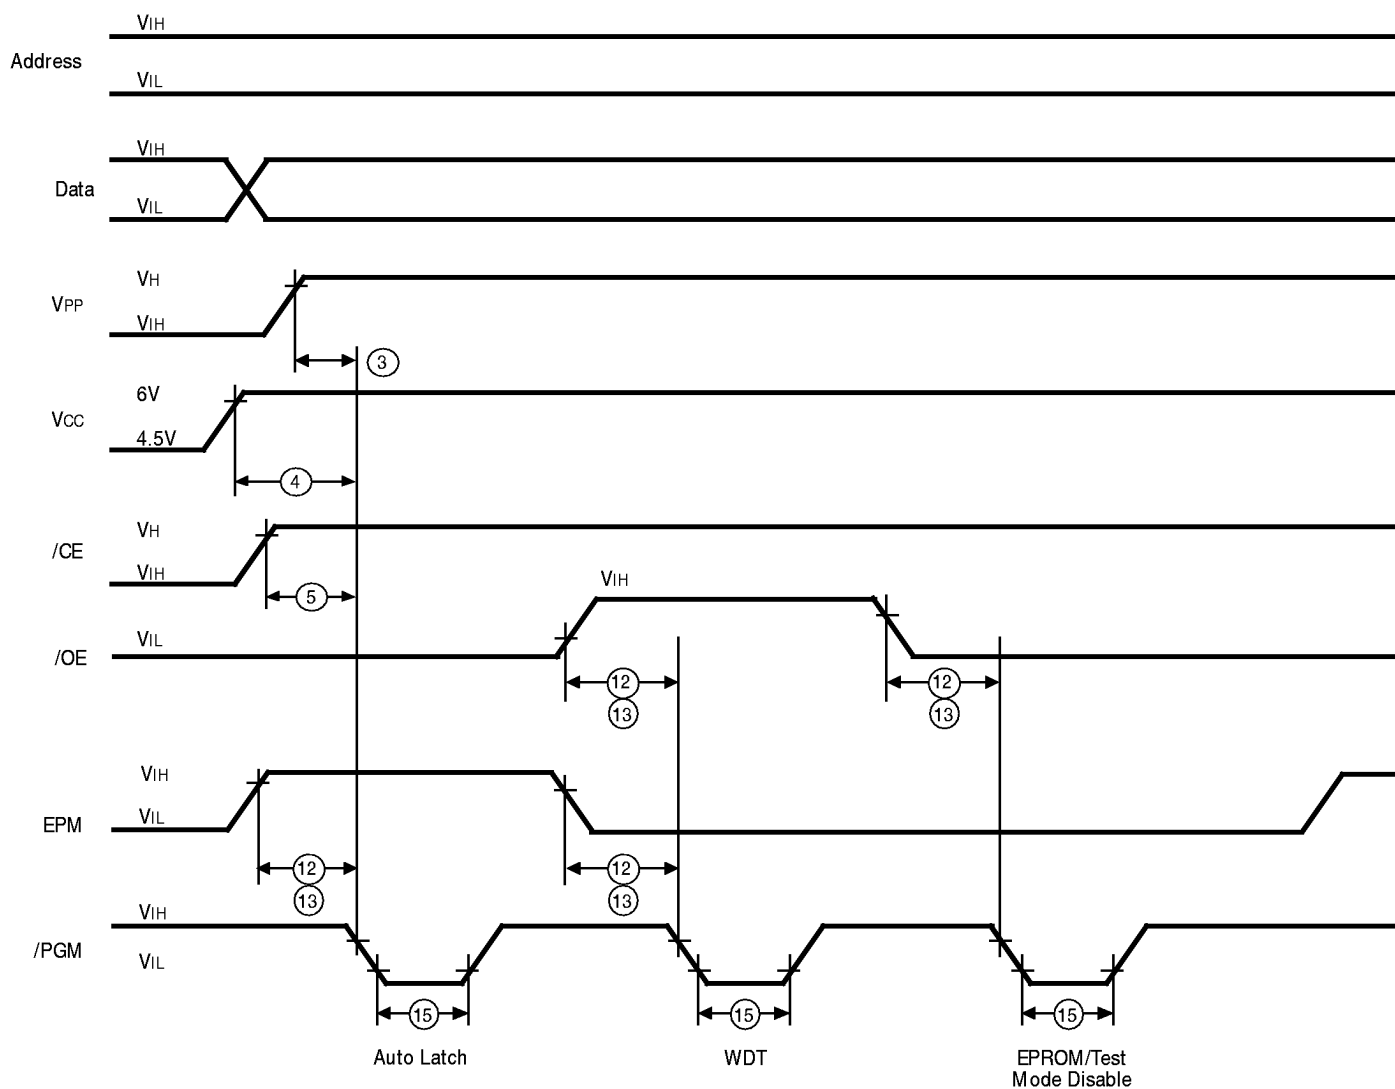 VIH
Address
VIL
VIH
Data
VIL
VH
VPP
VIH
3
6V
VCC
4.5V
4
VH
/CE
VIH
5
VIH
VIL
/OE
12 12
13 13
VIH
VIL
EPM
12 12
13 13
VIH
/PGM
VIL
15 15 15
Auto Latch WDT EPROM/Test
Mode Disable